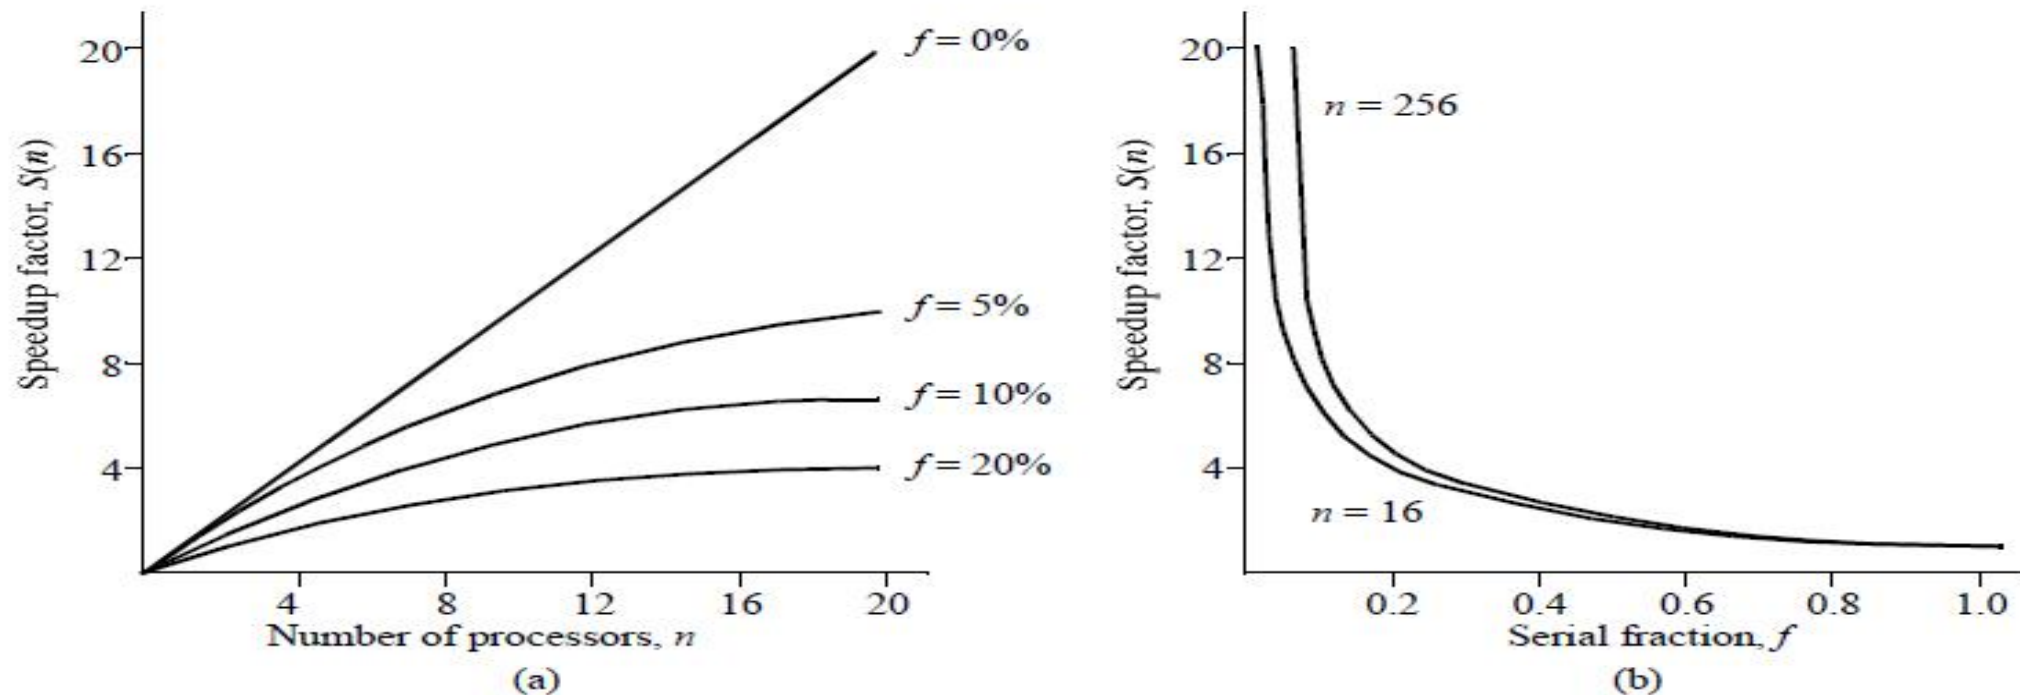 20
16
12
8
4
Speedup factor, S(n)
f = 0%
f = 5%
f = 10%
f = 20%
4 8 12 16 20
Number of processors, n
(a)
20
16
12
8
4
Speedup factor, S(n)
n = 256
n = 16
0.2 0.4 0.6 0.8 1.0
Serial fraction, f
(b)